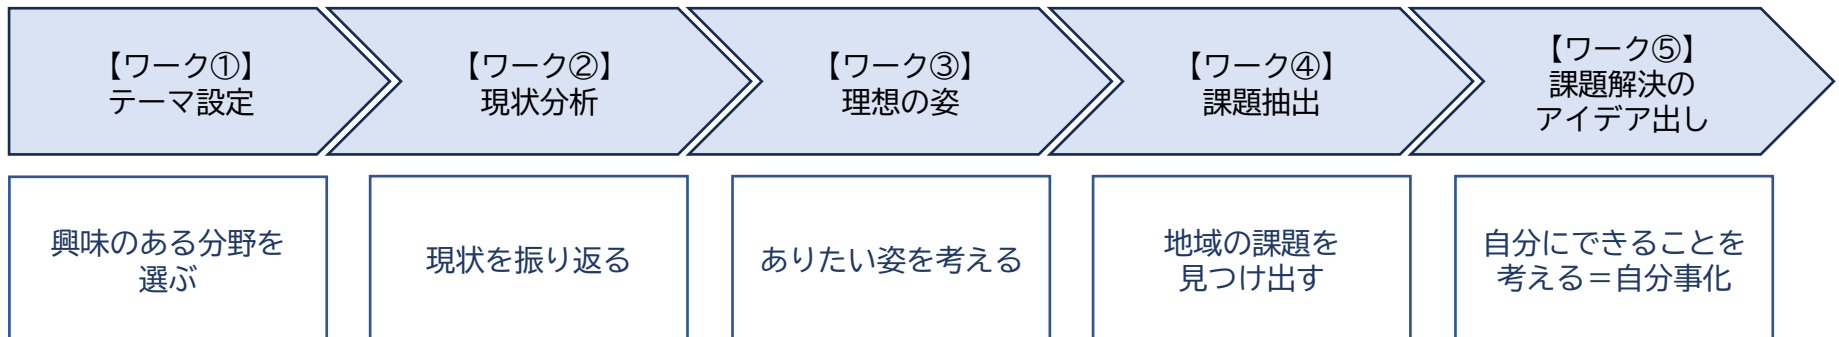 【ワーク①】
テーマ設定
【ワーク②】
現状分析
【ワーク③】
理想の姿
【ワーク④】
課題抽出
【ワーク⑤】
課題解決の
アイデア出し
興味のある分野を
選ぶ
現状を振り返る
ありたい姿を考える
地域の課題を
見つけ出す
自分にできることを
考える＝自分事化